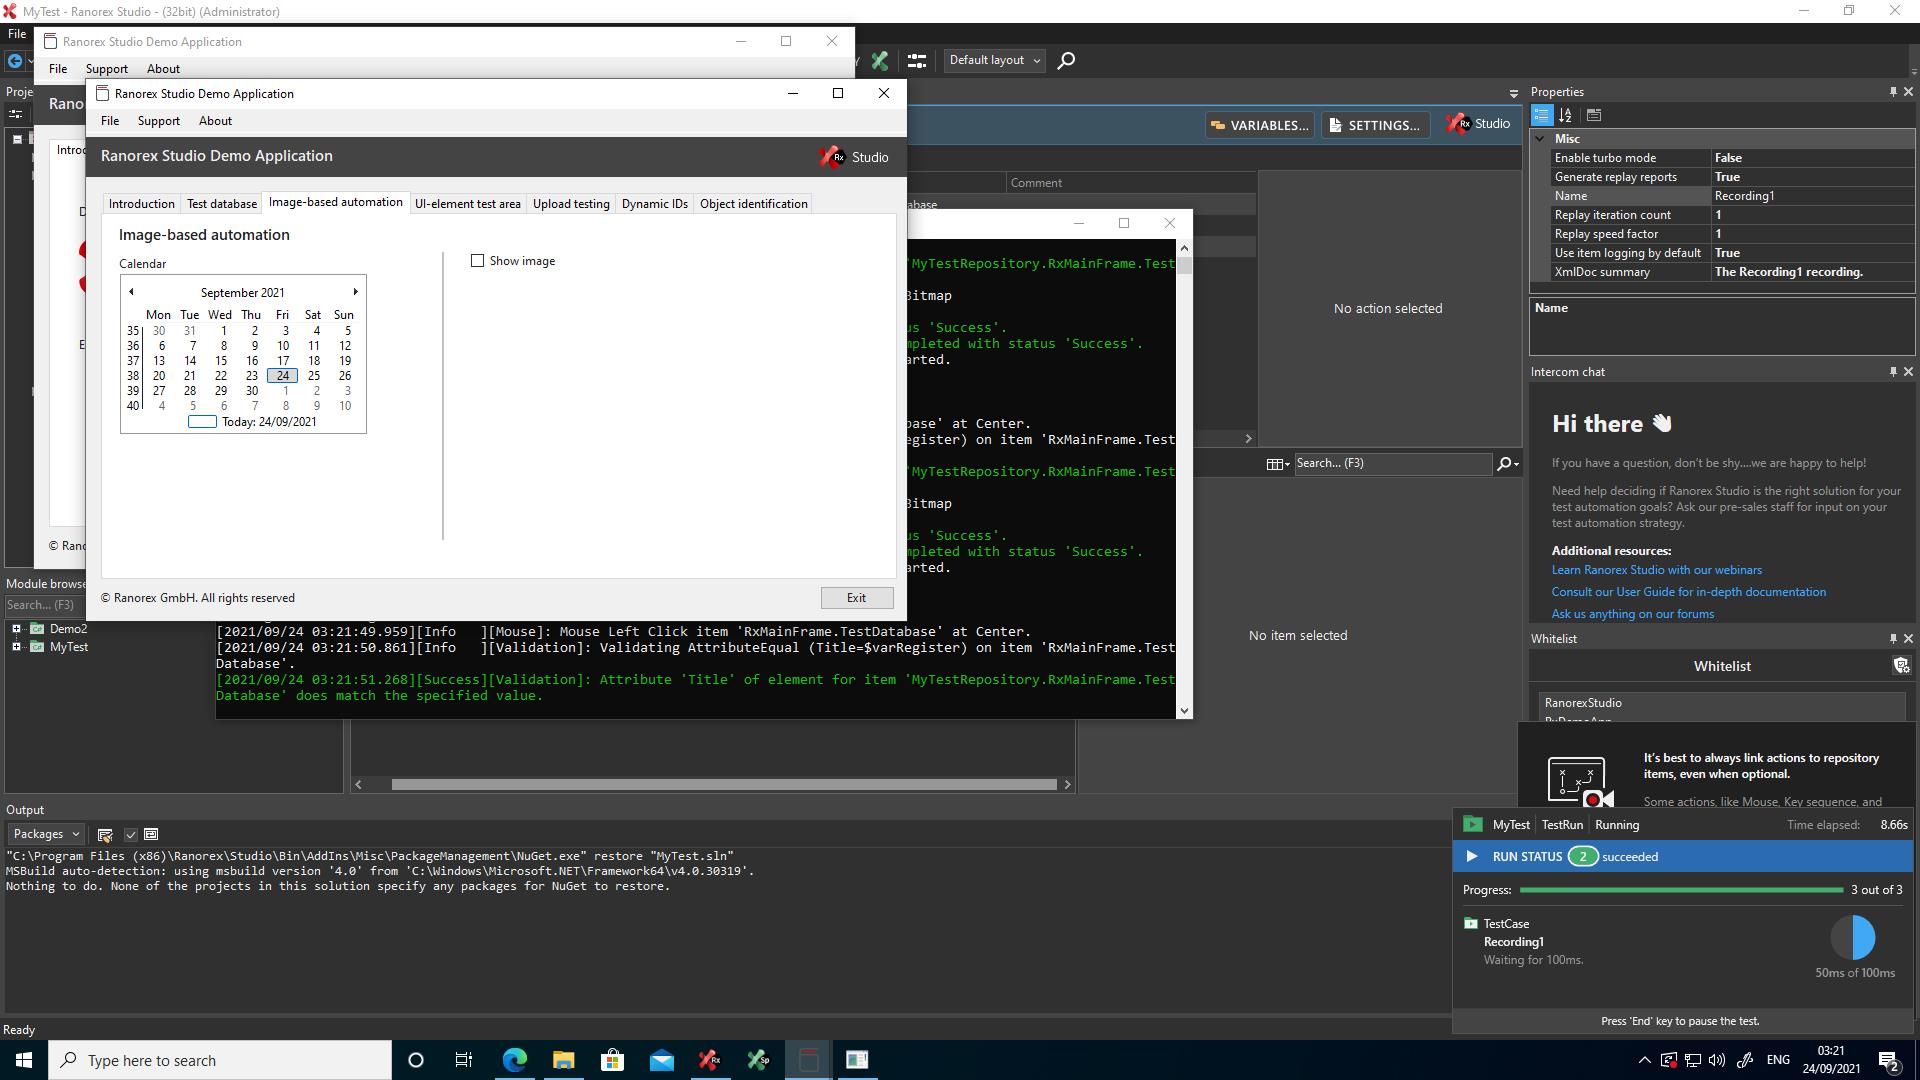 MyTest - Ranorex Studio - (32bit) (Administrator)
File
Ranorex Studio Demo Application
File Support About
Default layout
Ranorex Studio Demo Application
File Support About
Ranorex Studio Demo Application
Studio
Introduction Test database Image-based automation UI-element test area Upload testing Dynamic IDs Object identification
Image-based automation
Calendar
Show image
September 2021
Mon Tue Wed Thu Fri Sat Sun
35 30 31 1 2 3 4 5
36 6 7 8 9 10 11 12
37 13 14 15 16 17 18 19
38 20 21 22 23 24 25 26
39 27 28 29 30 1 2 3
40 4 5 6 7 8 9 10
Today: 24/09/2021
© Ranorex GmbH. All rights reserved
Exit
VARIABLES...
SETTINGS...
Studio
Comment
No action selected
Search... (F3)
No item selected
'MyTestRepository.RxMainFrame.Test
Bitmap
us 'Success'.
mpleted with status 'Success'.
arted.
base' at Center.
Register) on item 'RxMainFrame.Test
'MyTestRepository.RxMainFrame.Test
Bitmap
us 'Success'.
mpleted with status 'Success'.
arted.
[2021/09/24 03:21:49.959][Info ][Mouse]: Mouse Left Click item 'RxMainFrame.TestDatabase' at Center.
[2021/09/24 03:21:50.861][Info ][Validation]: Validating AttributeEqual (Title=$varRegister) on item 'RxMainFrame.Test
Database'.
[2021/09/24 03:21:51.268][Success][Validation]: Attribute 'Title' of element for item 'MyTestRepository.RxMainFrame.Test
Database' does match the specified value.
Module browse
Search... (F3)
Demo2
MyTest
Properties
Misc
Enable turbo mode False
Generate replay reports True
Name Recording1
Replay iteration count 1
Replay speed factor 1
Use item logging by default True
XmlDoc summary The Recording1 recording.
Name
Intercom chat
Hi there
If you have a question, don't be shy....we are happy to help!
Need help deciding if Ranorex Studio is the right solution for your
test automation goals? Ask our pre-sales staff for input on your
test automation strategy.
Additional resources:
Learn Ranorex Studio with our webinars
Consult our User Guide for in-depth documentation
Ask us anything on our forums
Whitelist
Whitelist
RanorexStudio
It's best to always link actions to repository
items, even when optional.
Some actions, like Mouse, Key sequence, and
MyTest TestRun Running Time elapsed: 8.66s
RUN STATUS 2 succeeded
Progress: 3 out of 3
TestCase
Recording1
Waiting for 100ms.
50ms of 100ms
Press 'End' key to pause the test.
Output
Packages
"C:\Program Files (x86)\Ranorex\Studio\Bin\AddIns\Misc\PackageManagement\NuGet.exe" restore "MyTest.sln"
MSBuild auto-detection: using msbuild version '4.0' from 'C:\Windows\Microsoft.NET\Framework64\v4.0.30319'.
Nothing to do. None of the projects in this solution specify any packages for NuGet to restore.
Ready
Type here to search
ENG
03:21
24/09/2021
2